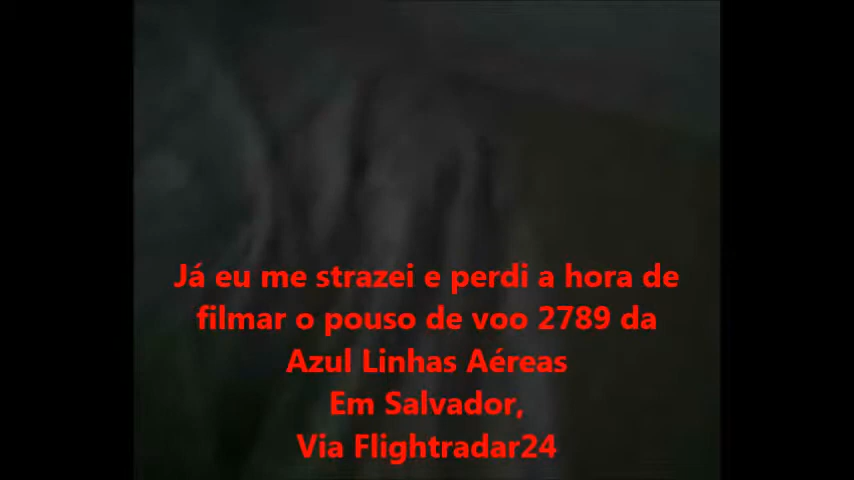 Já eu me strazei e perdi a hora de
filmar o pouso de voo 2789 da
Azul Linhas Aéreas
Em Salvador,
Via Flightradar24